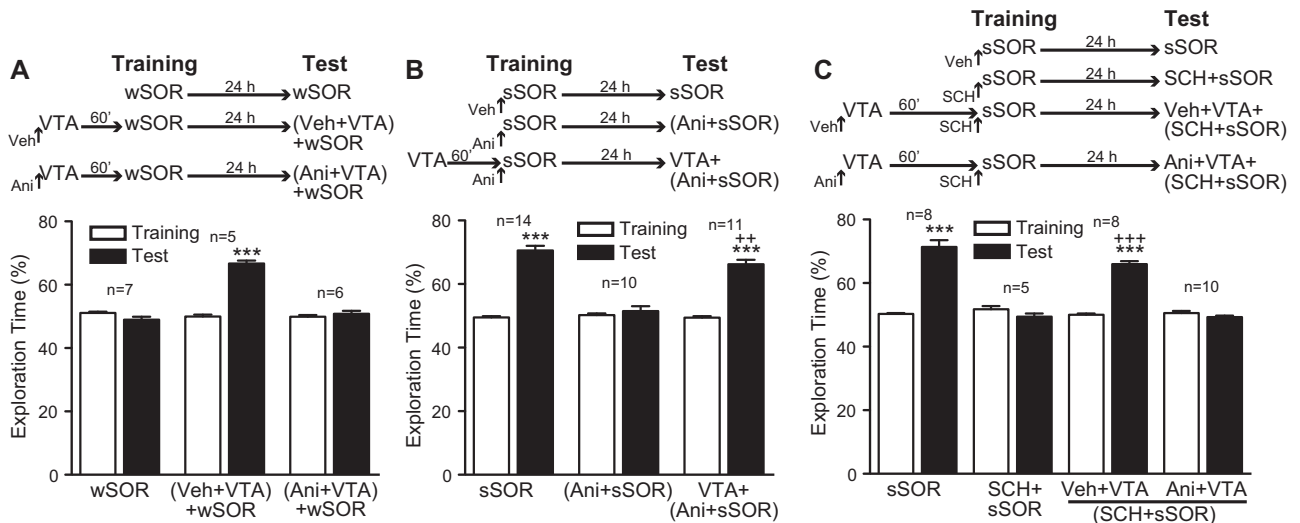 A
Training Test
wSOR 24 h wSOR
Veh VTA 60' wSOR 24 h (Veh+VTA)
+wSOR
Ani VTA 60' wSOR 24 h (Ani+VTA)
+wSOR
Exploration Time (%)
80
60
40
20
0
Training
Test
n=7
n=5
***
n=6
wSOR (Veh+VTA) (Ani+VTA)
+wSOR +wSOR
B
Training Test
Veh sSOR 24 h sSOR
Ani sSOR 24 h (Ani+sSOR)
VTA 60' Ani sSOR 24 h VTA+
(Ani+sSOR)
Exploration Time (%)
80
60
40
20
0
Training
Test
n=14
***
n=10
n=11
++
***
sSOR (Ani+sSOR) VTA+
(Ani+sSOR)
C
Training Test
Veh sSOR 24 h sSOR
SCH sSOR 24 h SCH+sSOR
Veh VTA 60' SCH sSOR 24 h Veh+VTA+
(SCH+sSOR)
Ani VTA 60' SCH sSOR 24 h Ani+VTA+
(SCH+sSOR)
Exploration Time (%)
80
60
40
20
0
Training
Test
n=8
***
n=5
n=8
+++
***
n=10
sSOR SCH+ Veh+VTA Ani+VTA
sSOR (SCH+sSOR)